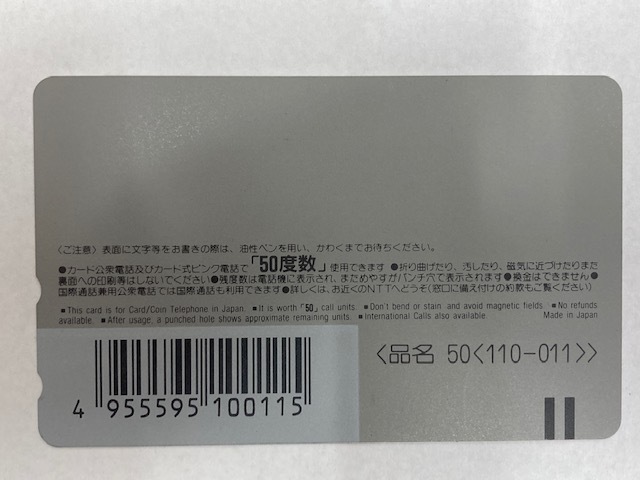 〈ご注意〉表面に文字等をお書きの際は、油性ペンを用い、かわくまでお待ちください。
●カード公衆電話及びカード式ピンク電話で「50度数」使用できます ●折り曲げたり、汚したり、磁気に近づけたりまた
裏面への印刷等はしないでください●残度数は電話機に表示され、まためやすがパンチ穴で表示されます●換金はできません●
国際通話兼用公衆電話では国際通話も利用できます●詳しくは、お近くのNTTへどうぞ(窓口に備え付けの約款もご覧ください)
■This card is for Card/Coin Telephone in Japan. ■It is worth「50」call units. ■Don't bend or stain. and avoid magnetic fields ■No refunds
available. ■After usage, a punched hole shows approximate remaining units. ■International Calls also available. Made in Japan
〈品名 50〈110-011〉〉
4 955595 100115